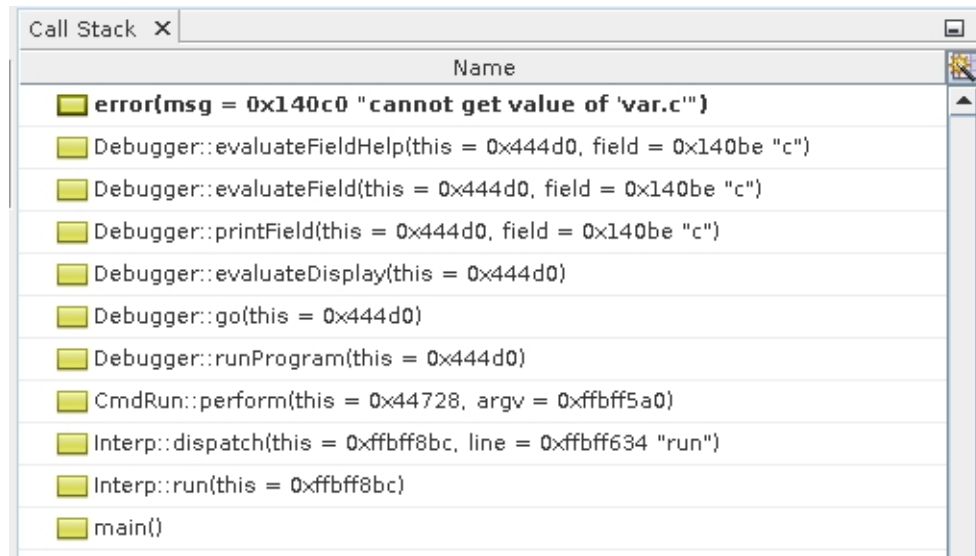 Call Stack X
Name
error(msg = 0x140c0 "cannot get value of 'var.c'")
Debugger::evaluateFieldHelp(this = 0x444d0, field = 0x140be "c")
Debugger::evaluateField(this = 0x444d0, field = 0x140be "c")
Debugger::printField(this = 0x444d0, field = 0x140be "c")
Debugger::evaluateDisplay(this = 0x444d0)
Debugger::go(this = 0x444d0)
Debugger::runProgram(this = 0x444d0)
CmdRun::perform(this = 0x44728, argv = 0xffbff5a0)
Interp::dispatch(this = 0xffbff8bc, line = 0xffbff634 "run")
Interp::run(this = 0xffbff8bc)
main()